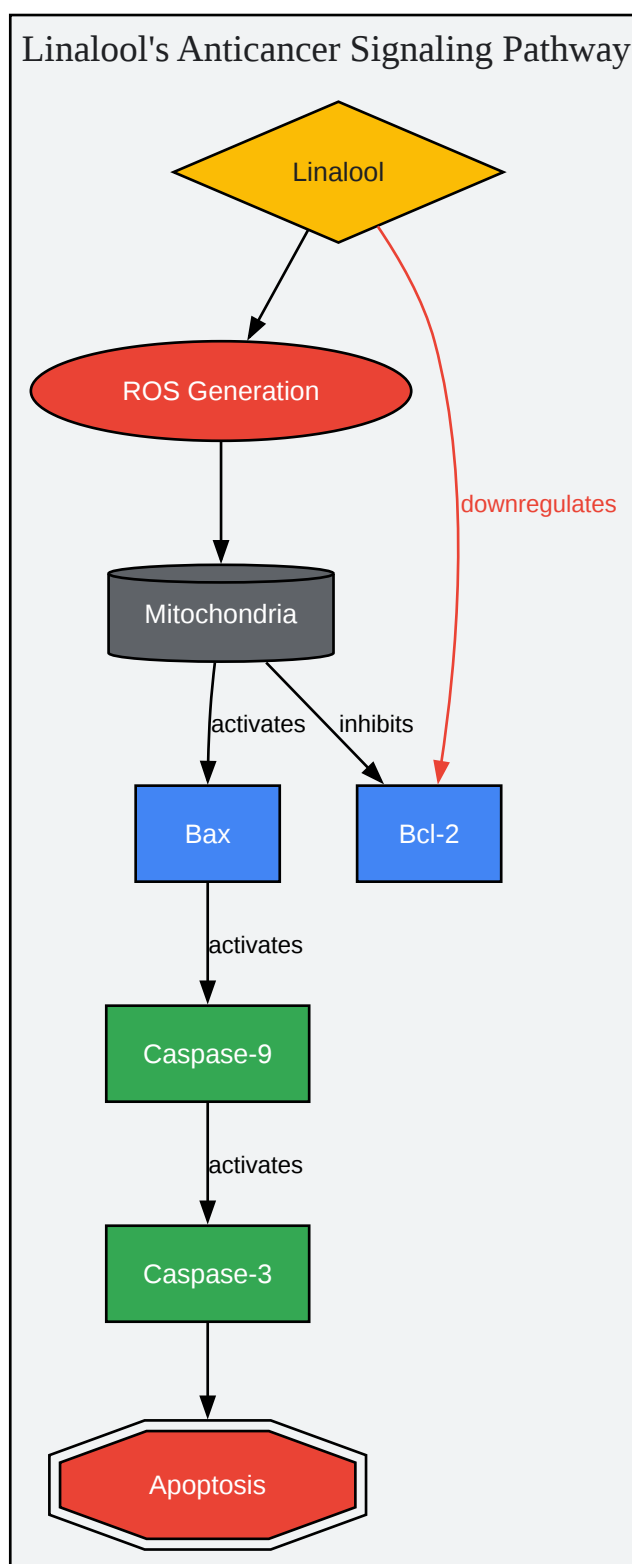 Linalool's Anticancer Signaling Pathway
Linalool
ROS Generation
downregulates
Mitochondria
activates
inhibits
Bax
Bcl-2
activates
Caspase-9
activates
Caspase-3
Apoptosis